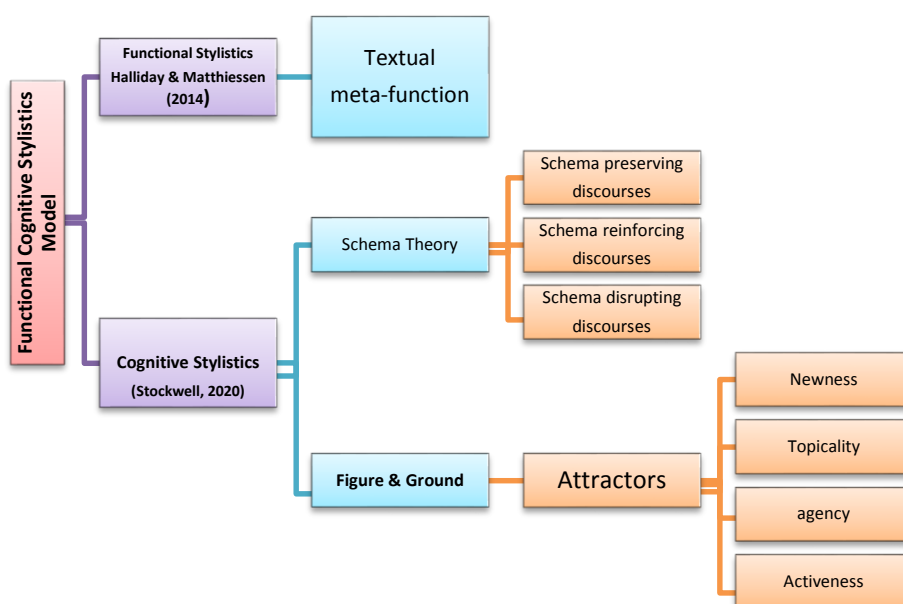 Functional Cognitive Stylistics
Model
Functional Stylistics
Halliday & Matthiessen
(2014)
Textual
meta-function
Cognitive Stylistics
(Stockwell, 2020)
Schema Theory
Schema preserving
discourses
Schema reinforcing
discourses
Schema disrupting
discourses
Figure & Ground
Attractors
Newness
Topicality
agency
Activeness